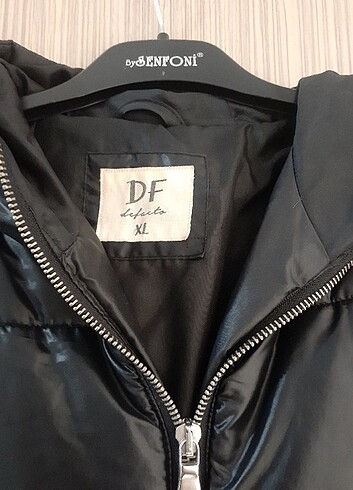 BySENFONİ®
DF
defacto
XL